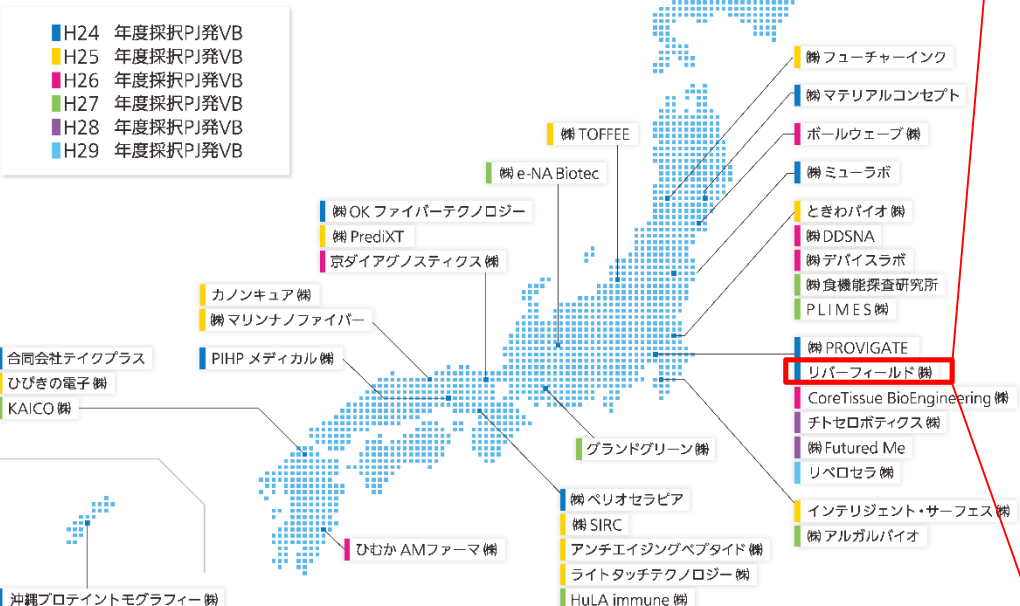 H24 年度採択PJ発VB
H25 年度採択PJ発VB
H26 年度採択PJ発VB
H27 年度採択PJ発VB
H28 年度採択PJ発VB
H29 年度採択PJ発VB
㈱フューチャーインク
㈱マテリアルコンセプト
ボールウェーブ㈱
㈱ミューラボ
ときわバイオ㈱
㈱DDSNA
㈱デバイスラボ
㈱食機能探査研究所
PLIMES㈱
㈱PROVIGATE
リバーフィールド㈱
CoreTissue BioEngineering㈱
チトセロボティクス㈱
㈱Futured Me
リベロセラ㈱
インテリジェント・サーフェス㈱
㈱アルガルバイオ
㈱TOFFEE
㈱e-NA Biotec
㈱OKファイバーテクノロジー
㈱PrediXT
京ダイアグノスティクス㈱
カノンキュア㈱
㈱マリンナノファイバー
PIHPメディカル㈱
合同会社テイクプラス
ひびきの電子㈱
KAICO㈱
グランドグリーン㈱
㈱ペリオセラピア
㈱SIRC
アンチエイジングペプタイド㈱
ライトタッチテクノロジー㈱
HuLA immune㈱
ひむかAMファーマ㈱
沖縄プロテイントモグラフィー㈱